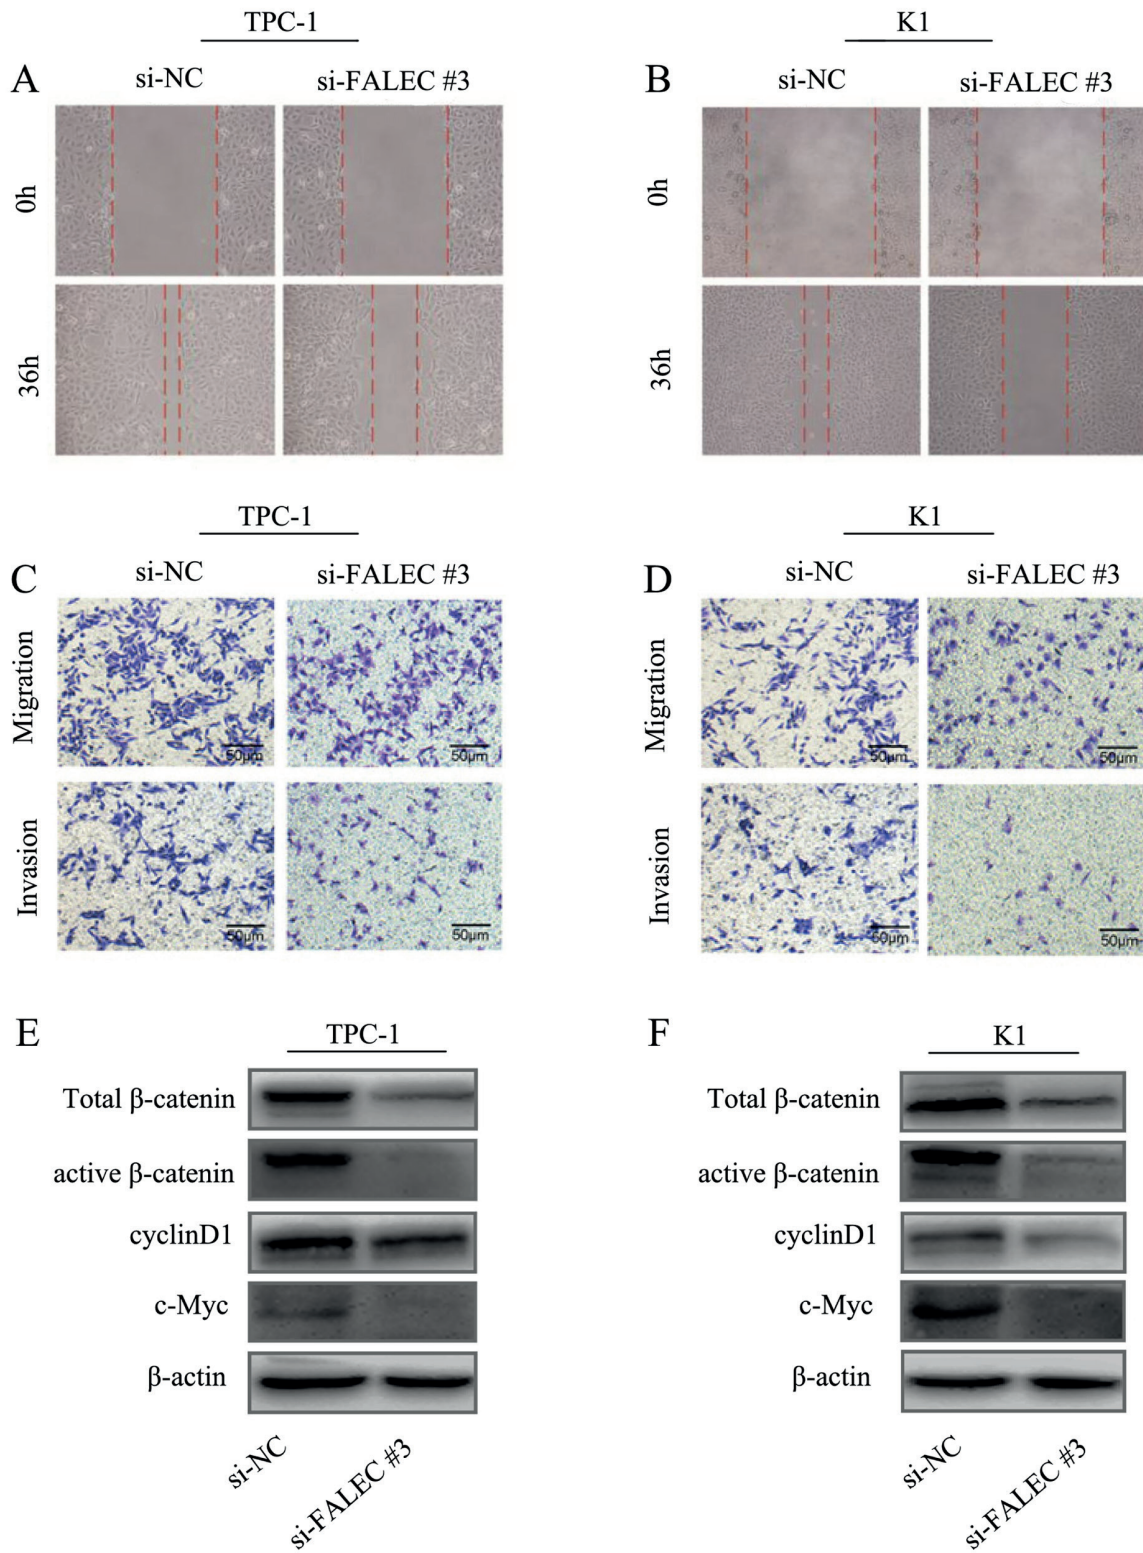 TPC-1
K1
A
si-NC
si-FALEC #3
B
si-NC
si-FALEC #3
0h
0h
36h
36h
TPC-1
K1
C
si-NC
si-FALEC #3
D
si-NC
si-FALEC #3
Migration
50µm
50µm
Migration
50µm
50µm
Invasion
50µm
50µm
Invasion
50µm
50µm
E
TPC-1
F
K1
Total β-catenin
Total β-catenin
active β-catenin
active β-catenin
cyclinD1
cyclinD1
c-Myc
c-Myc
β-actin
β-actin
si-NC
si-FALEC #3
si-NC
si-FALEC #3